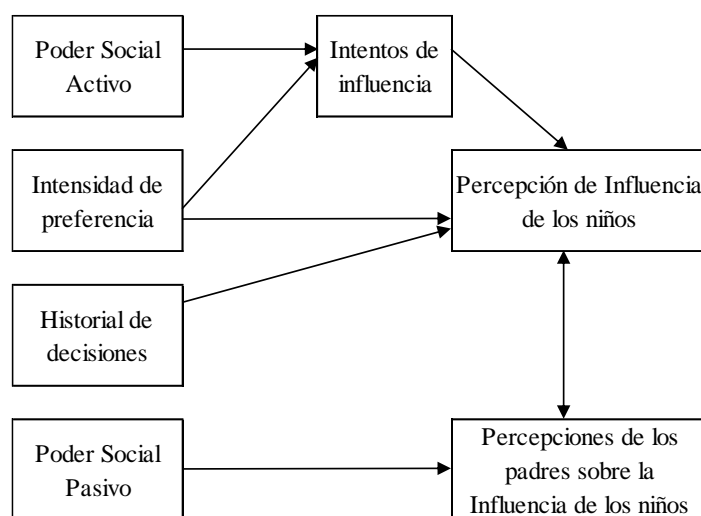 Poder Social
Activo
Intentos de
influencia
Intensidad de
preferencia
Percepción de Influencia
de los niños
Historial de
decisiones
Poder Social
Pasivo
Percepciones de los
padres sobre la
Influencia de los niños